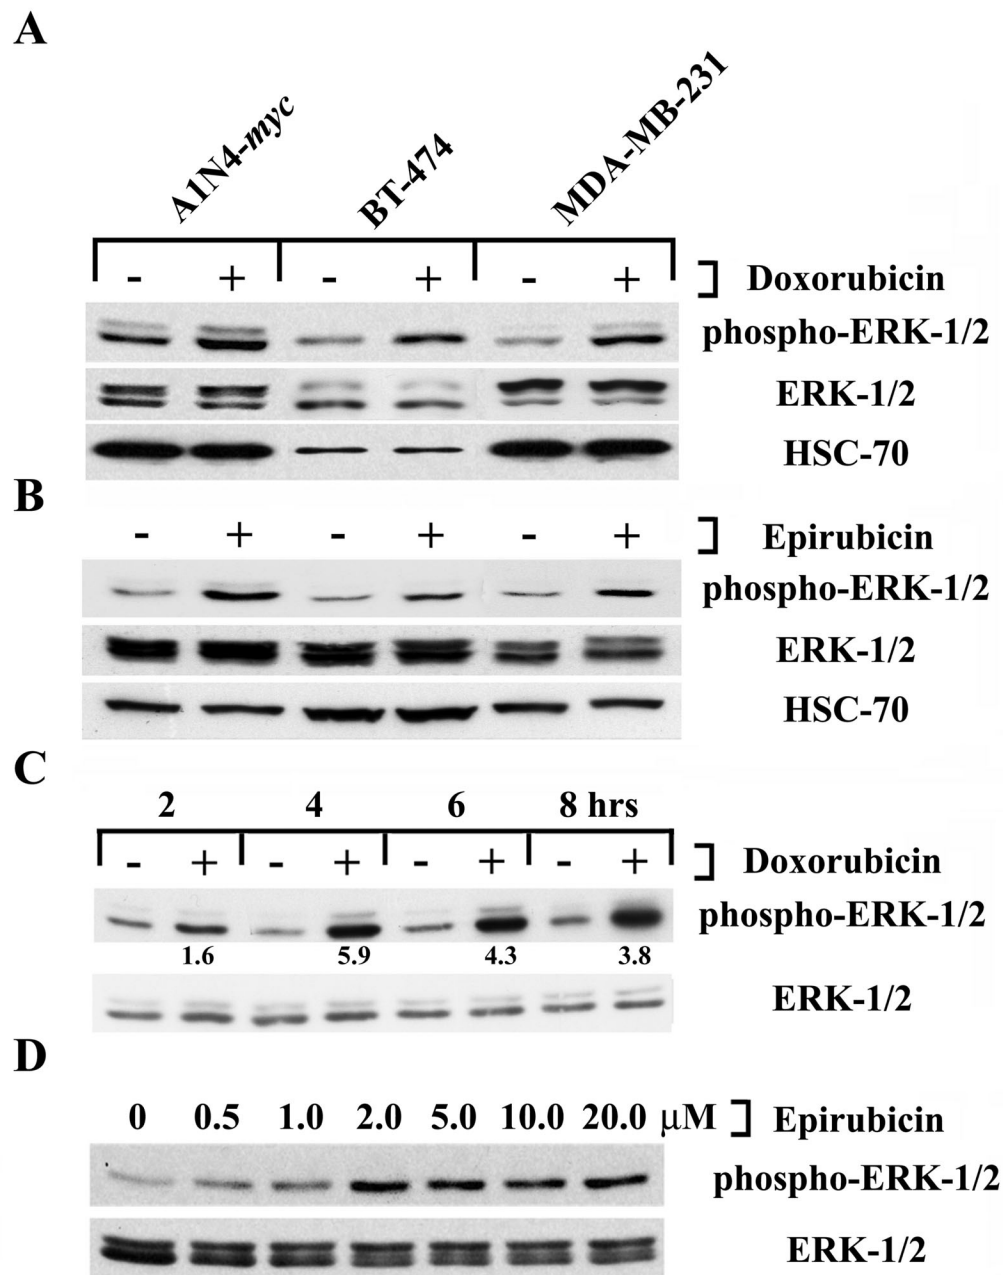 A
A1N4-myc BT-474 MDA-MB-231
- + - + - + Doxorubicin
phospho-ERK-1/2
ERK-1/2
HSC-70
B
- + - + - + Epirubicin
phospho-ERK-1/2
ERK-1/2
HSC-70
C
2 4 6 8 hrs
- + - + - + - + Doxorubicin
phospho-ERK-1/2
1.6 5.9 4.3 3.8
ERK-1/2
D
0 0.5 1.0 2.0 5.0 10.0 20.0 μM Epirubicin
phospho-ERK-1/2
ERK-1/2